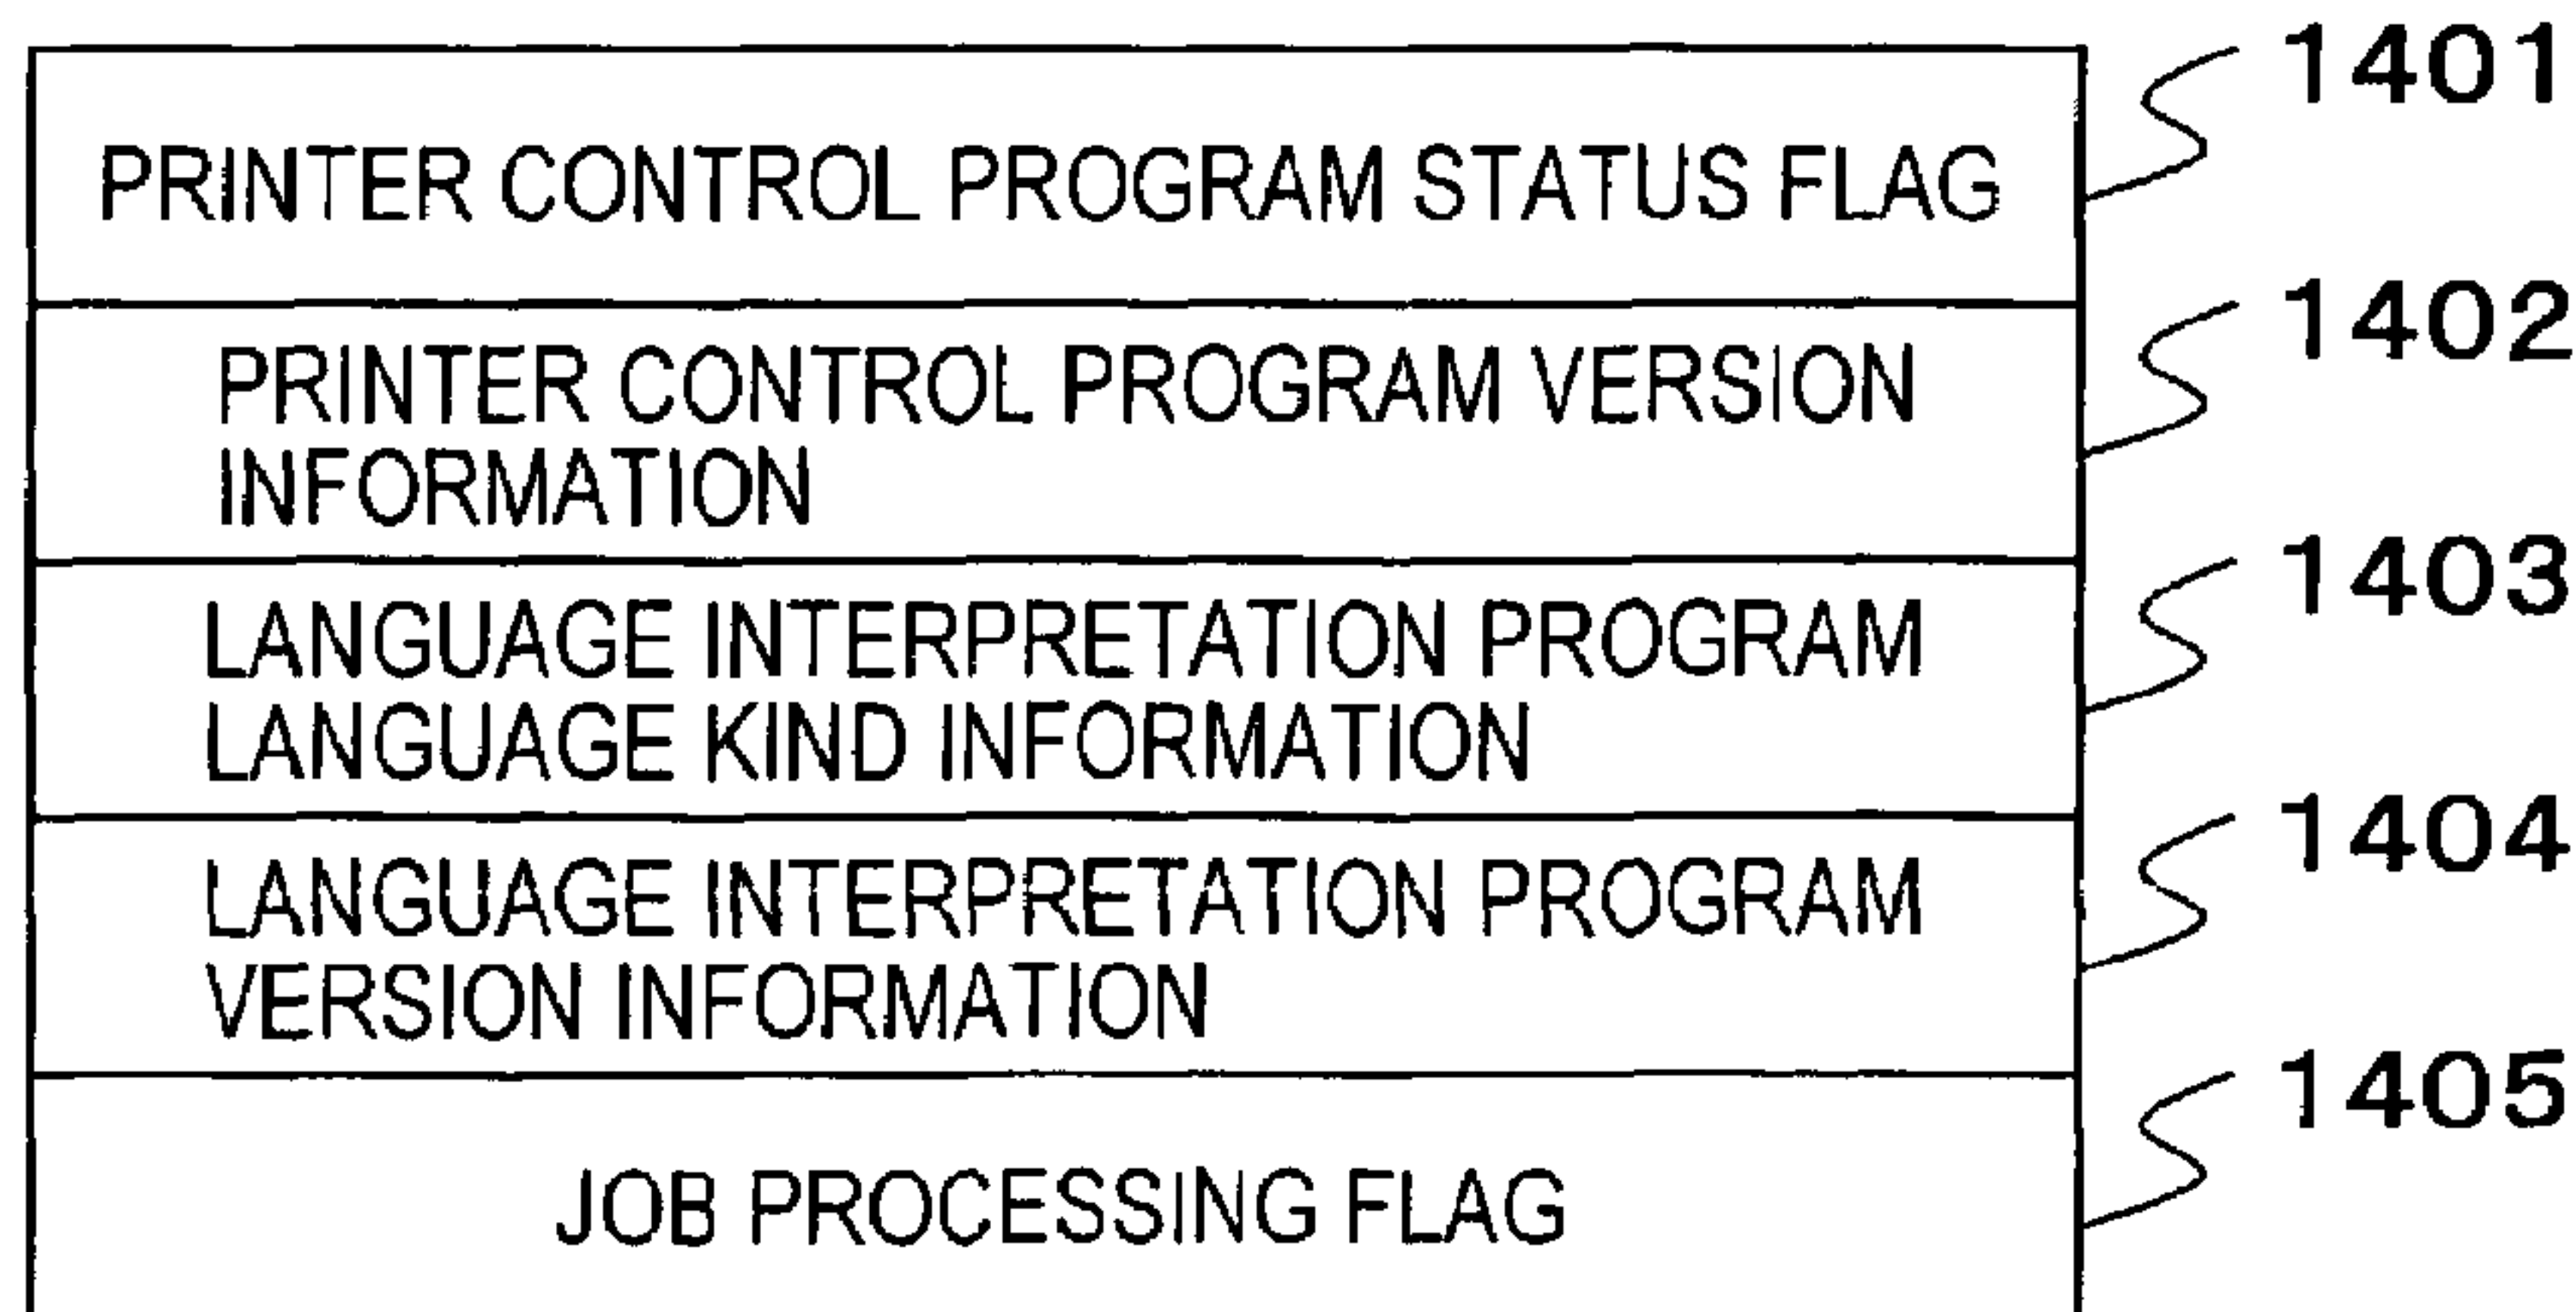 1401
PRINTER CONTROL PROGRAM STATUS FLAG
1402
PRINTER CONTROL PROGRAM VERSION
INFORMATION
1403
LANGUAGE INTERPRETATION PROGRAM
LANGUAGE KIND INFORMATION
1404
LANGUAGE INTERPRETATION PROGRAM
VERSION INFORMATION
1405
JOB PROCESSING FLAG